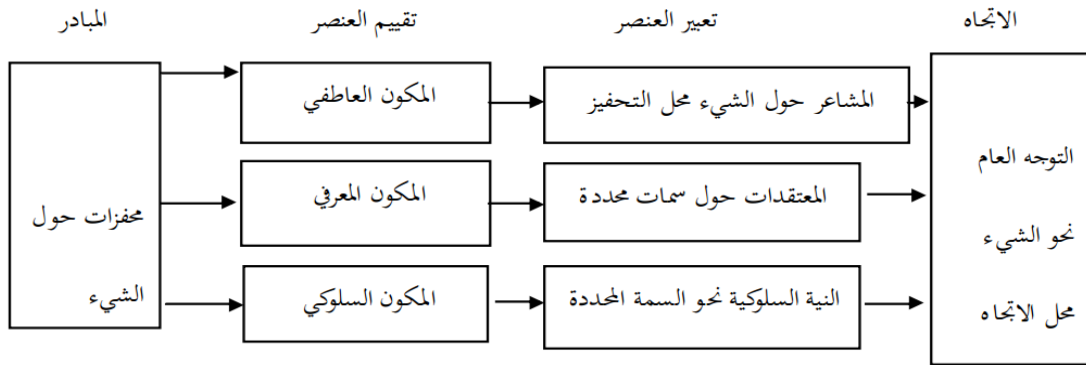 المبادر
تقييم العنصر
تعبير العنصر
الاتجاه
محفزات حول
الشيء
المكون العاطفي
المشاعر حول الشيء محل التحفيز
المكون المعرفي
المعتقدات حول سمات محددة
المكون السلوكي
النية السلوكية نحو السمة المحددة
التوجه العام
نحو الشيء
محل الاتجاه